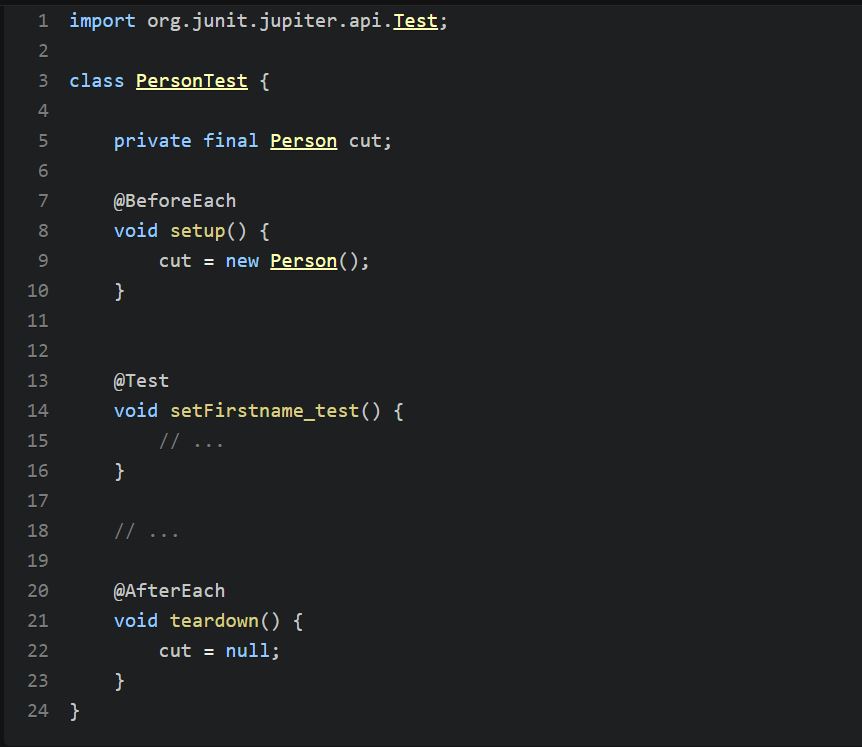 1 import org.junit.jupiter.api.Test;
2
3 class PersonTest {
4
5     private final Person cut;
6
7     @BeforeEach
8     void setup() {
9         cut = new Person();
10     }
11
12
13     @Test
14     void setFirstname_test() {
15         // ...
16     }
17
18     // ...
19
20     @AfterEach
21     void teardown() {
22         cut = null;
23     }
24 }